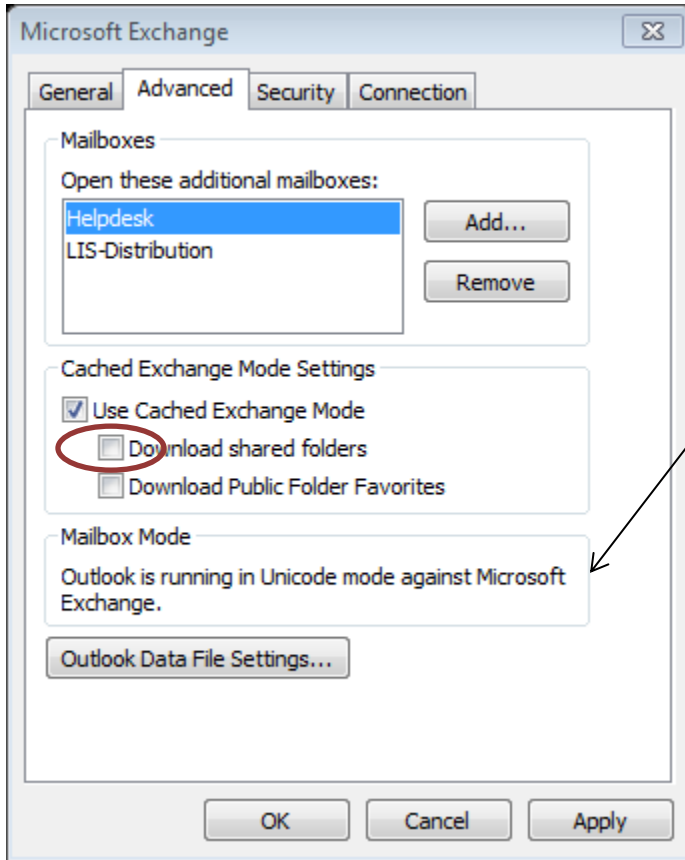 Microsoft Exchange
General Advanced Security Connection
Mailboxes
Open these additional mailboxes:
Helpdesk
Add...
LIS-Distribution
Remove
Cached Exchange Mode Settings
Use Cached Exchange Mode
Download shared folders
Download Public Folder Favorites
Mailbox Mode
Outlook is running in Unicode mode against Microsoft
Exchange.
Outlook Data File Settings...
OK Cancel Apply